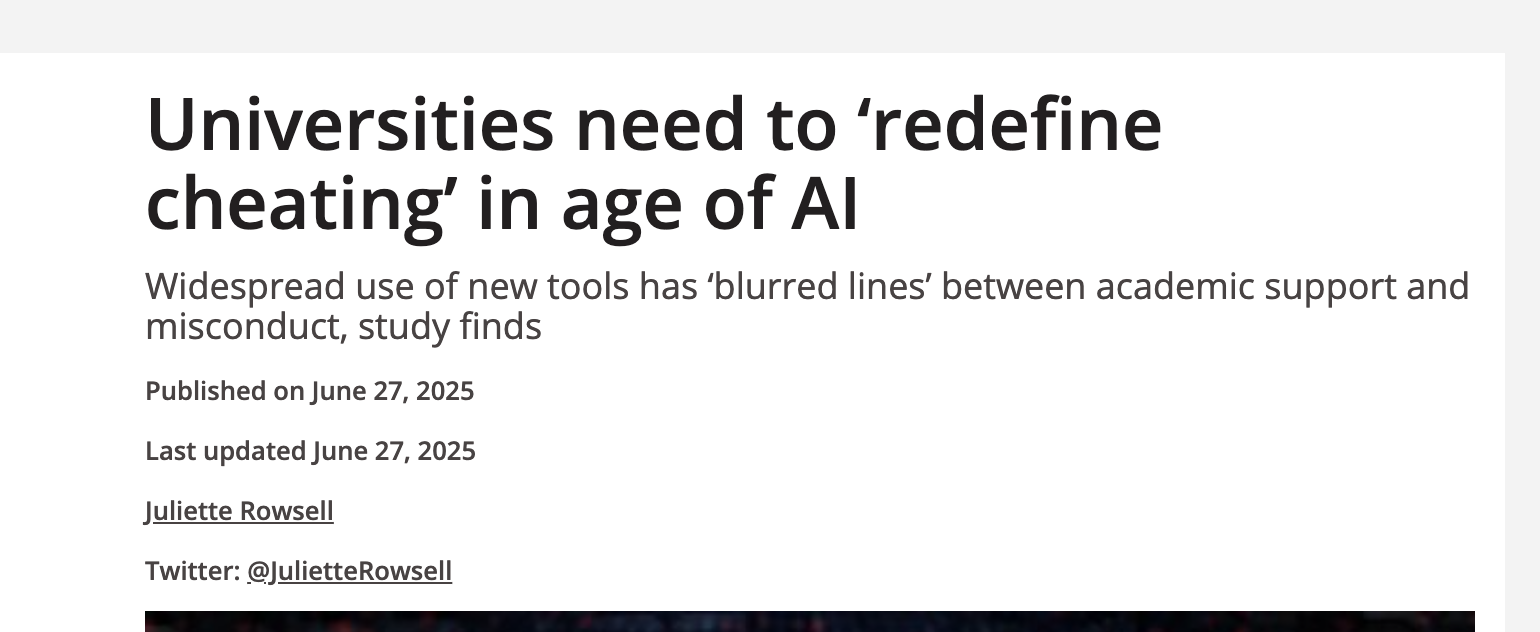 Universities need to ‘redefine
cheating’ in age of AI
Widespread use of new tools has ‘blurred lines’ between academic support and
misconduct, study finds
Published on June 27, 2025
Last updated June 27, 2025
Juliette Rowsell
Twitter: @JulietteRowsell